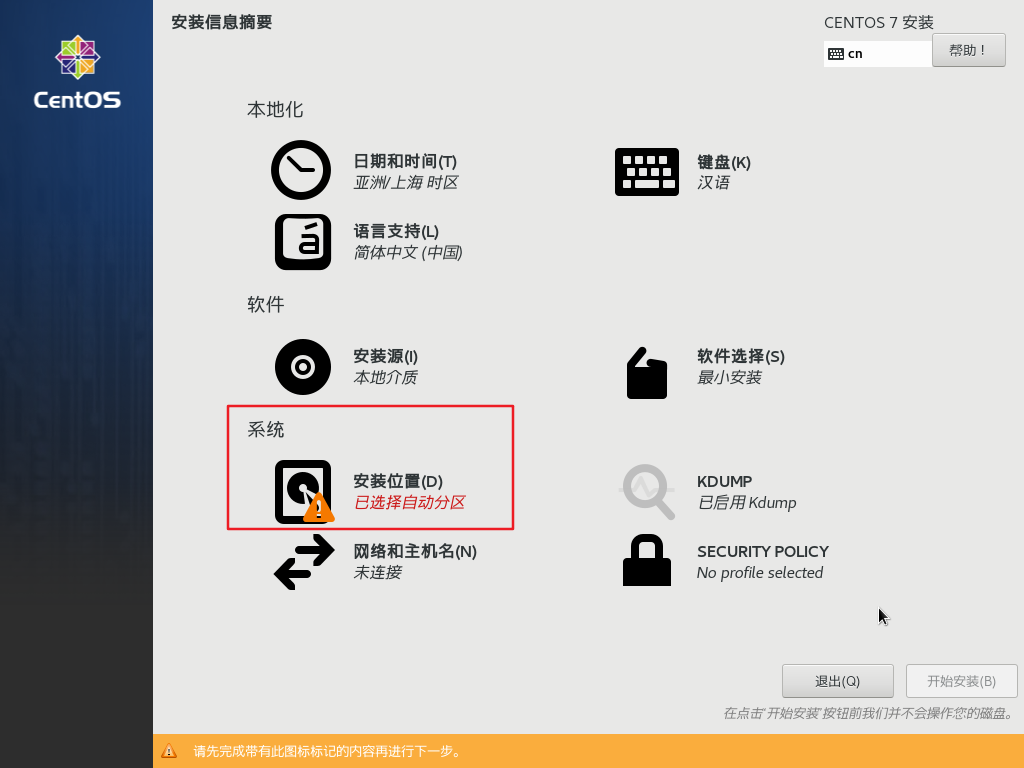 CentOS
安装信息摘要
CENTOS 7 安装
cn
帮助！
本地化
日期和时间(T)
亚洲/上海 时区
键盘(K)
汉语
语言支持(L)
简体中文 (中国)
软件
安装源(I)
本地介质
软件选择(S)
最小安装
系统
安装位置(D)
已选择自动分区
KDUMP
已启用 Kdump
网络和主机名(N)
未连接
SECURITY POLICY
No profile selected
退出(Q)
开始安装(B)
在点击‘开始安装’按钮前我们并不会操作您的磁盘。
请先完成带有此图标标记的内容再进行下一步。